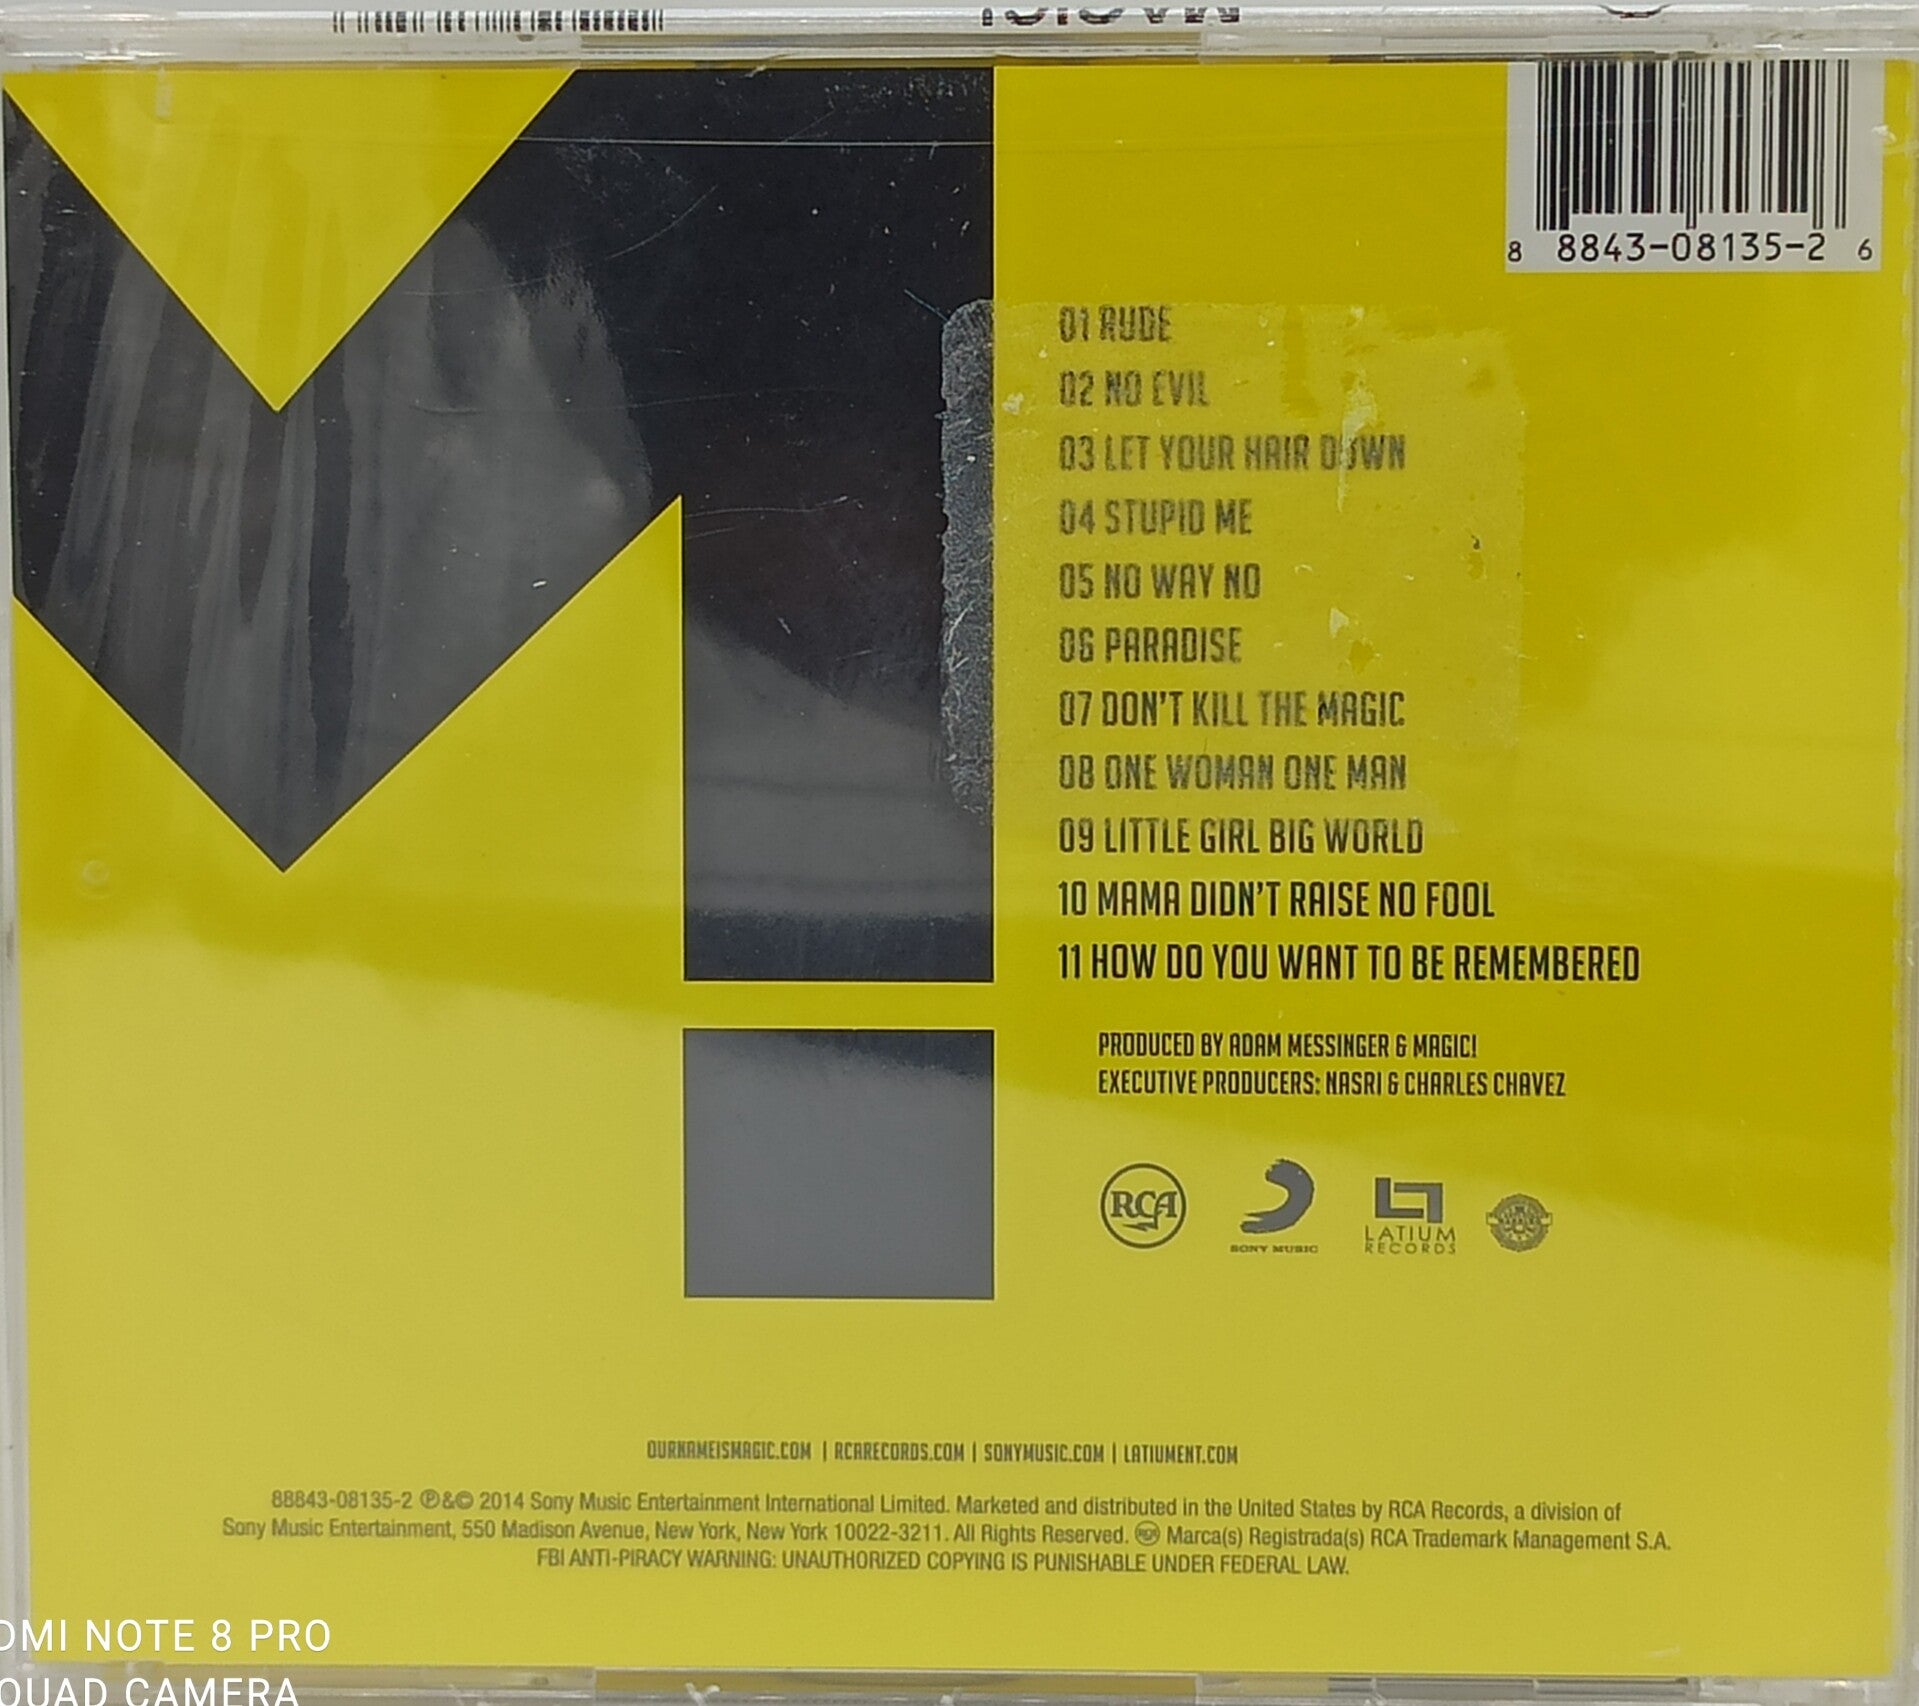 MAGIC!
8 8843-08135-2 6
01 RUDE
02 NO EVIL
03 LET YOUR HAIR DOWN
04 STUPID ME
05 NO WAY NO
06 PARADISE
07 DON'T KILL THE MAGIC
08 ONE WOMAN ONE MAN
09 LITTLE GIRL BIG WORLD
10 MAMA DIDN'T RAISE NO FOOL
11 HOW DO YOU WANT TO BE REMEMBERED
PRODUCED BY ADAM MESSINGER & MAGIC!
EXECUTIVE PRODUCERS: NASRI & CHARLES CHAVEZ
RCA
SONY MUSIC
LATIUM
RECORDS
OURNAMEISMAGIC.COM | RCARECORDS.COM | SONYMUSIC.COM | LATIUMENT.COM
88843-08135-2 ℗&© 2014 Sony Music Entertainment International Limited. Marketed and distributed in the United States by RCA Records, a division of
Sony Music Entertainment, 550 Madison Avenue, New York, New York 10022-3211. All Rights Reserved. RCA Marca(s) Registrada(s) RCA Trademark Management S.A.
FBI ANTI-PIRACY WARNING: UNAUTHORIZED COPYING IS PUNISHABLE UNDER FEDERAL LAW.
DMI NOTE 8 PRO
QUAD CAMERA